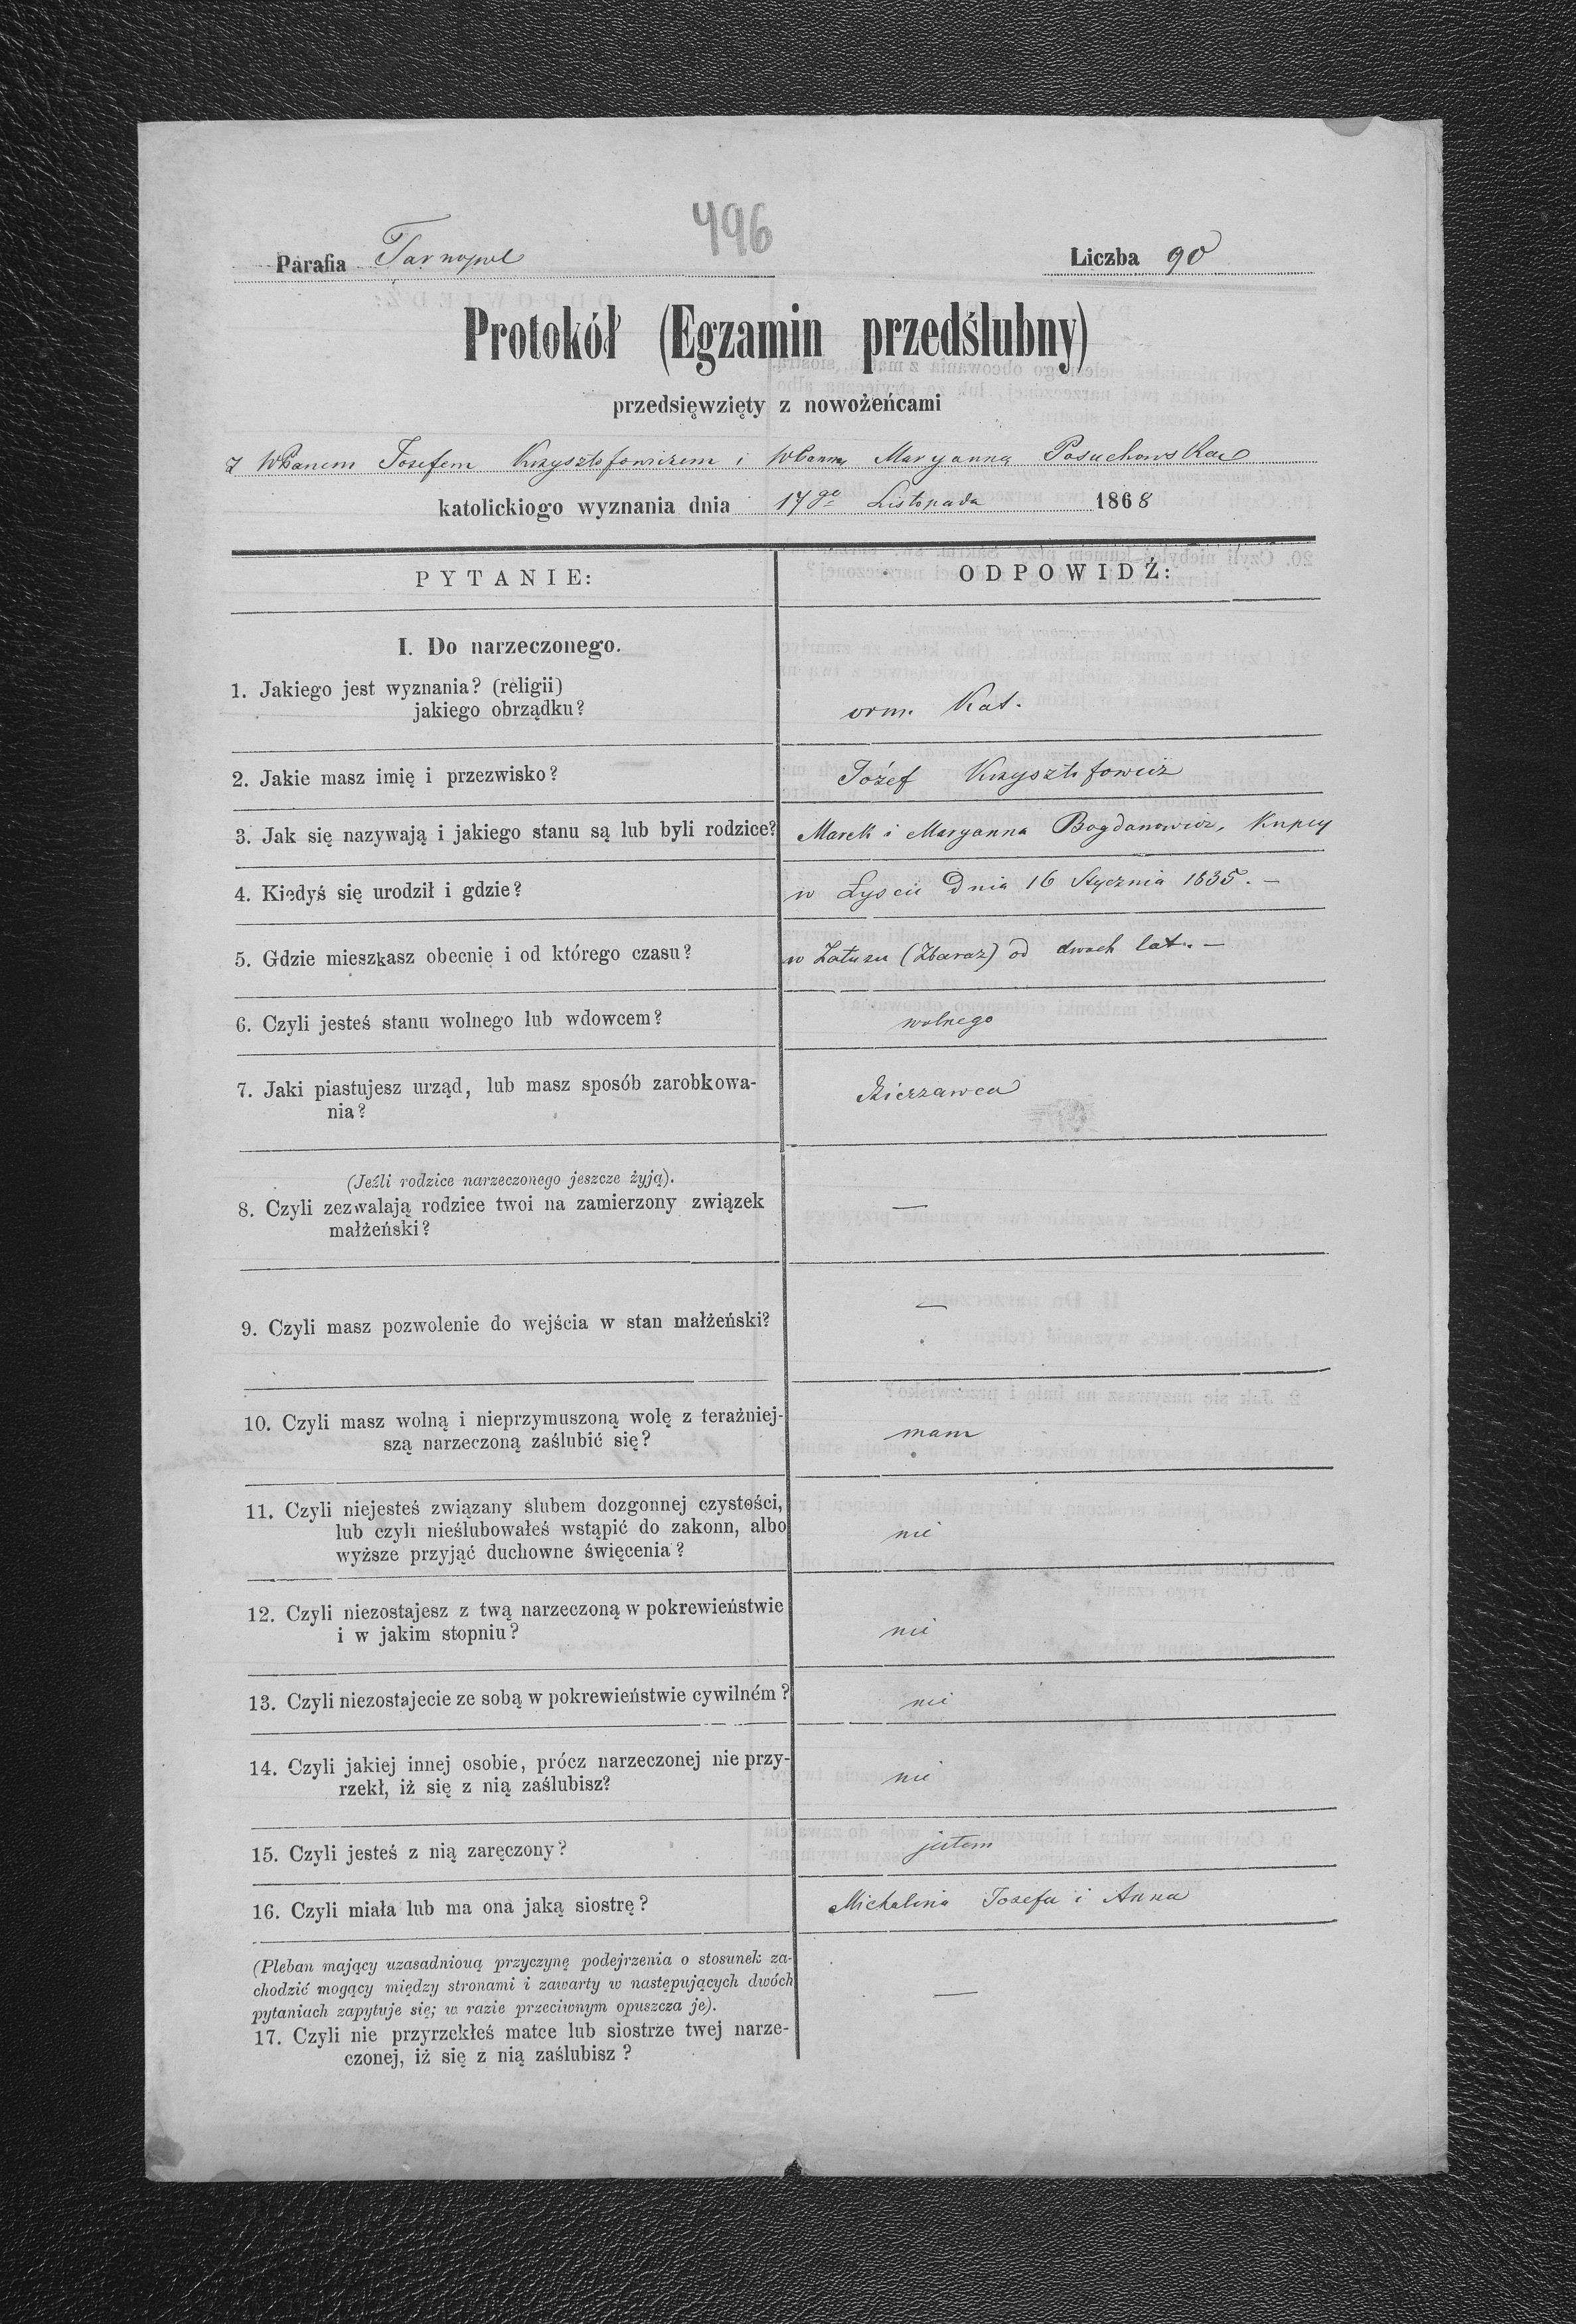 496
Parafia Tarnopol Liczba 90
Protokół (Egzamin przedślubny)
przedsięwzięty z nowożeńcami
z WPanem Józefem Krzysztofowiczem i WPanną Maryanną Pasuchowską
katolickiogo wyznania dnia 17go Listopada 1868
PYTANIE: ODPOWIDŹ:
I. Do narzeczonego.
1. Jakiego jest wyznania? (religii)
jakiego obrządku? orm. Kat.
2. Jakie masz imię i przezwisko? Józef Krzysztofowicz
3. Jak się nazywają i jakiego stanu są lub byli rodzice? Marek i Maryanna Bogdanowicz, Kupcy
4. Kiedyś się urodził i gdzie? w Łyscu Dnia 16 Stycznia 1835. —
5. Gdzie mieszkasz obecnie i od którego czasu? w (Zbaraż) od dwoch lat. —
6. Czyli jesteś stanu wolnego lub wdowcem? wolnego
7. Jaki piastujesz urząd, lub masz sposób zarobkowa-
nia? Dzierzawca
(Jeźli rodzice narzeczonego jeszcze żyją).
8. Czyli zezwalają rodzice twoi na zamierzony związek —
małżeński?
9. Czyli masz pozwolenie do wejścia w stan małżeński? —
10. Czyli masz wolną i nieprzymuszoną wolę z teraźniej-
szą narzeczoną zaślubić się? mam
11. Czyli niejesteś związany ślubem dozgonnej czystości,
lub czyli nieślubowałeś wstąpić do zakonn, albo nie
wyższe przyjąć duchowne święcenia?
12. Czyli niezostajesz z twą narzeczoną w pokrewieństwie
i w jakim stopniu? nie
13. Czyli niezostajecie ze sobą w pokrewieństwie cywilném? nie
14. Czyli jakiej innej osobie, prócz narzeczonej nie przy-
rzekł, iż się z nią zaślubisz? nie
15. Czyli jesteś z nią zaręczony? jestem
16. Czyli miała lub ma ona jaką siostrę? Michalina Józefa i Anna
(Pleban mający uzasadnioną przyczynę podejrzenia o stosunek za-
chodzić mogący między stronami i zawarty w następujących dwóch
pytaniach zapytuje się; w razie przeciwnym opuszcza je). —
17. Czyli nie przyrzekłeś matce lub siostrze twej narze-
czonej, iż się z nią zaślubisz?